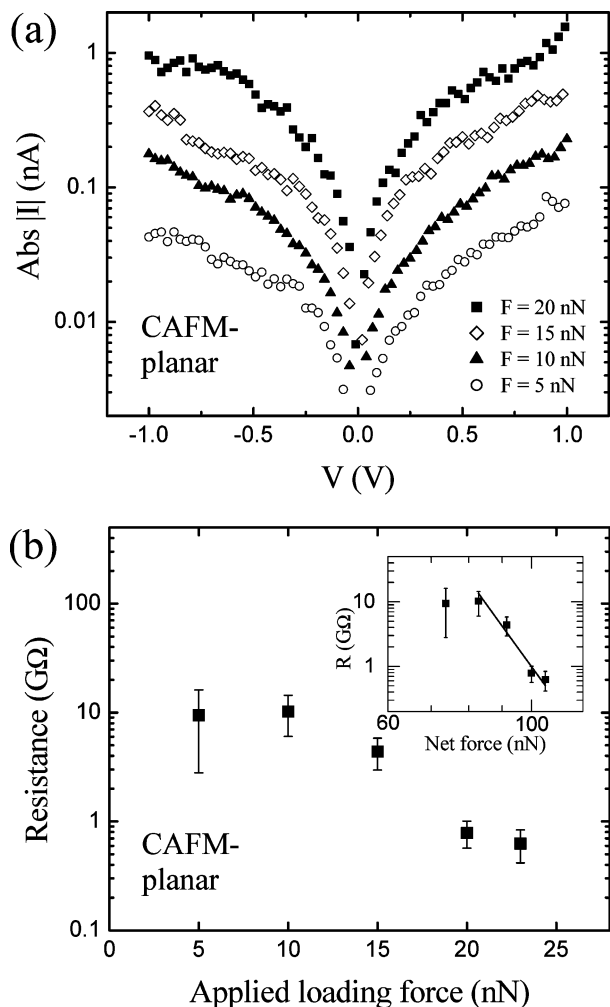 (a)
Abs |I| (nA)
1
0.1
0.01
CAFM-
planar
F = 20 nN
F = 15 nN
F = 10 nN
F = 5 nN
-1.0 -0.5 0.0 0.5 1.0
V (V)
(b)
Resistance (GΩ)
100
10
1
0.1
CAFM-
planar
R (GΩ)
10
1
60 100
Net force (nN)
0 5 10 15 20 25
Applied loading force (nN)